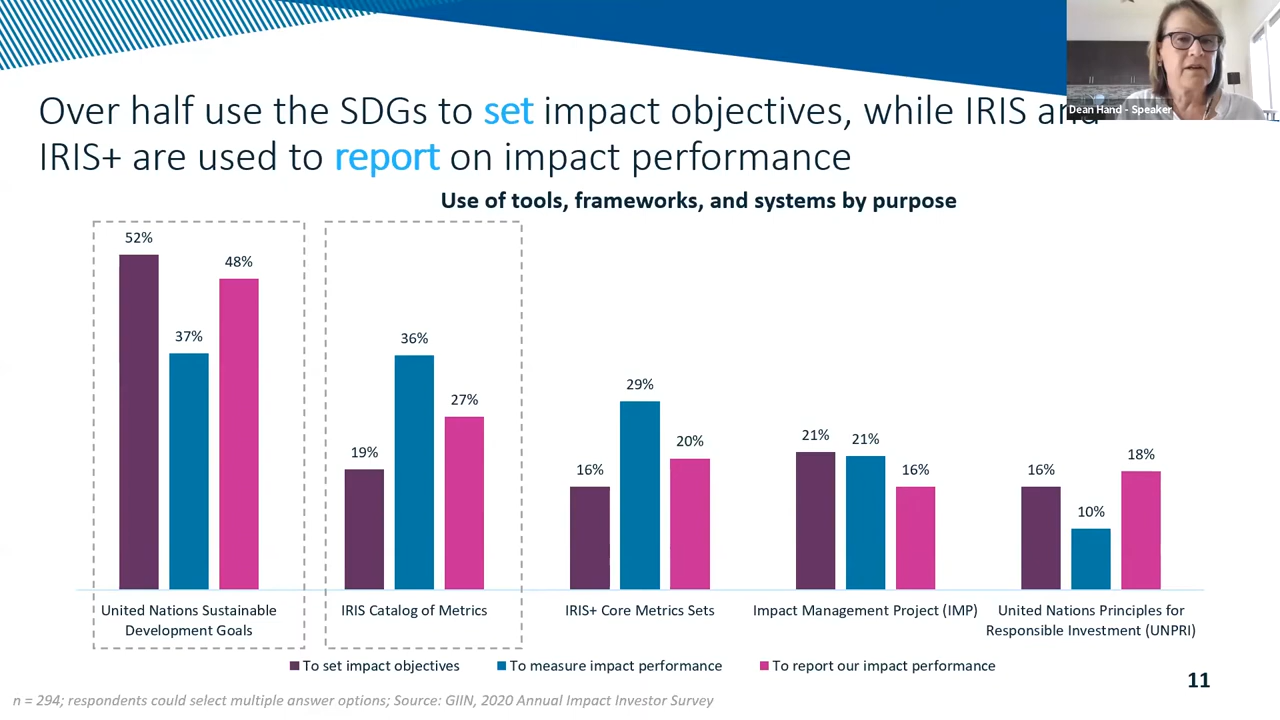 Dean Hand - Speaker
Over half use the SDGs to set impact objectives, while IRIS and
IRIS+ are used to report on impact performance
Use of tools, frameworks, and systems by purpose
52%
37%
48%
19%
36%
27%
16%
29%
20%
21%
21%
16%
16%
10%
18%
United Nations Sustainable
Development Goals
IRIS Catalog of Metrics
IRIS+ Core Metrics Sets
Impact Management Project (IMP)
United Nations Principles for
Responsible Investment (UNPRI)
To set impact objectives
To measure impact performance
To report our impact performance
11
n = 294; respondents could select multiple answer options; Source: GIIN, 2020 Annual Impact Investor Survey